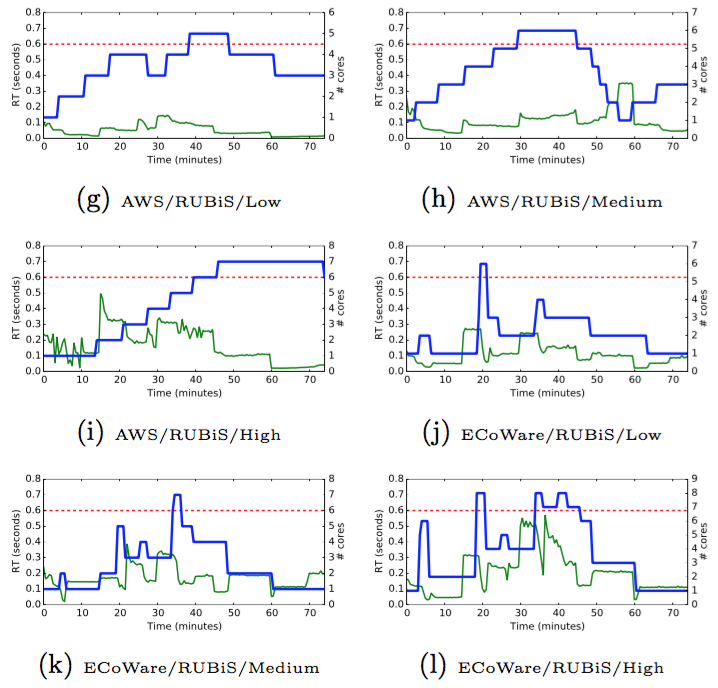 0.8 0.7 0.6 0.5 0.4 0.3 0.2 0.1 0.0
RT (seconds)
0 10 20 30 40 50 60 70
Time (minutes)
6 5 4 3 2 1 0
# cores
(g) AWS/RUBiS/Low
0.8 0.7 0.6 0.5 0.4 0.3 0.2 0.1 0.0
RT (seconds)
0 10 20 30 40 50 60 70
Time (minutes)
7 6 5 4 3 2 1 0
# cores
(h) AWS/RUBiS/Medium
0.8 0.7 0.6 0.5 0.4 0.3 0.2 0.1 0.0
RT (seconds)
0 10 20 30 40 50 60 70
Time (minutes)
8 7 6 5 4 3 2 1 0
# cores
(i) AWS/RUBiS/High
0.8 0.7 0.6 0.5 0.4 0.3 0.2 0.1 0.0
RT (seconds)
0 10 20 30 40 50 60 70
Time (minutes)
7 6 5 4 3 2 1 0
# cores
(j) ECoWare/RUBiS/Low
0.8 0.7 0.6 0.5 0.4 0.3 0.2 0.1 0.0
RT (seconds)
0 10 20 30 40 50 60 70
Time (minutes)
8 7 6 5 4 3 2 1 0
# cores
(k) ECoWare/RUBiS/Medium
0.8 0.7 0.6 0.5 0.4 0.3 0.2 0.1 0.0
RT (seconds)
0 10 20 30 40 50 60 70
Time (minutes)
9 8 7 6 5 4 3 2 1 0
# cores
(l) ECoWare/RUBiS/High